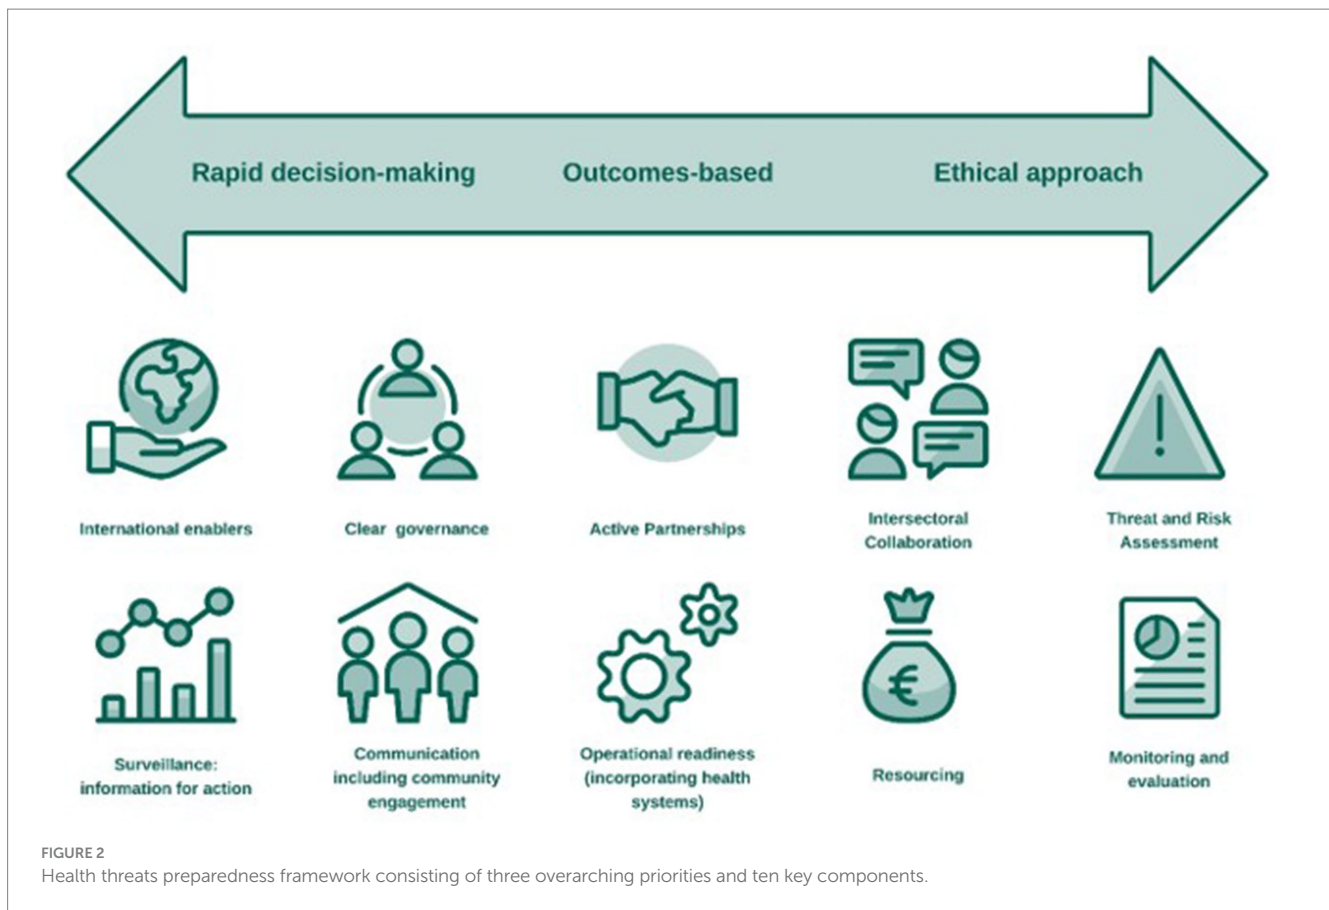 Rapid decision-making Outcomes-based Ethical approach
International enablers
Clear governance
Active Partnerships
Intersectoral
Collaboration
Threat and Risk
Assessment
Surveillance:
information for action
Communication
including community
engagement
Operational readiness
(incorporating health
systems)
€
Resourcing
Monitoring and
evaluation
FIGURE 2
Health threats preparedness framework consisting of three overarching priorities and ten key components.